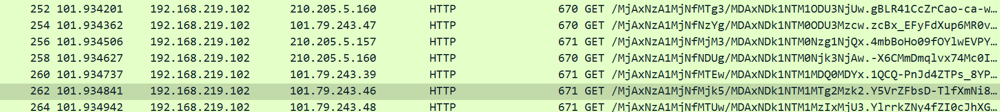 252 101.934201 192.168.219.102 210.205.5.160 HTTP 670 GET /MjAxNzA1MjNfMTg3/MDAxNDk1NTM1ODU3NjUw.gBLR41CcZrCao-ca-w…
254 101.934362 192.168.219.102 101.79.243.47 HTTP 670 GET /MjAxNzA1MjNfNzYg/MDAxNDk1NTM0ODU3Mzcw.zcBx_EFyFdXup6MR0v…
256 101.934506 192.168.219.102 210.205.5.157 HTTP 671 GET /MjAxNzA1MjNfMjM3/MDAxNDk1NTM0Nzg1NjQx.4mbBoHo09fOYlwEVPY…
258 101.934627 192.168.219.102 210.205.5.160 HTTP 670 GET /MjAxNzA1MjNfNDUg/MDAxNDk1NTM0Njk3NjAw.-X6CMmDmqlvx74Mc0I…
260 101.934737 192.168.219.102 101.79.243.39 HTTP 671 GET /MjAxNzA1MjNfMTEw/MDAxNDk1NTM1MDQ0MDYx.1QCQ-PnJd4ZTPs_8YP…
262 101.934841 192.168.219.102 101.79.243.46 HTTP 671 GET /MjAxNzA1MjNfMjk5/MDAxNDk1NTM1MTg2Mzk2.Y5VrZFbsD-TlfXmNi8…
264 101.934942 192.168.219.102 101.79.243.48 HTTP 671 GET /MjAxNzA1MjNfMTUw/MDAxNDk1NTM1MzIxMjU3.YlrrkZNy4fZI0cJhXG…